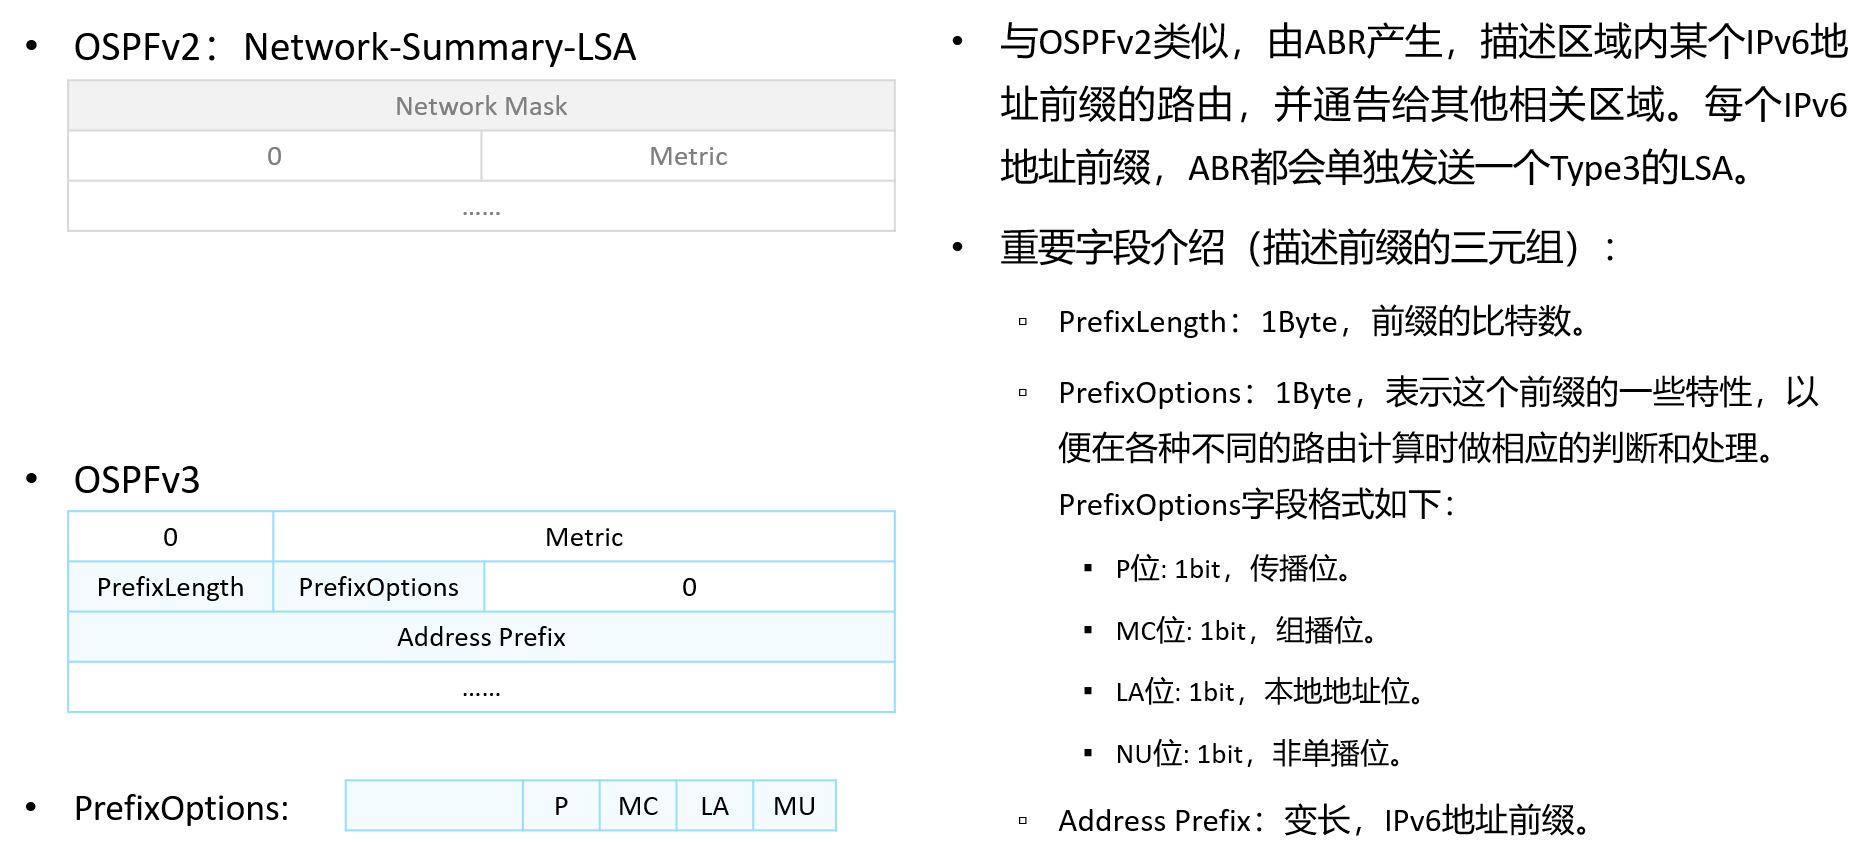 • OSPFv2：Network-Summary-LSA
Network Mask
0 Metric
……
• OSPFv3
0 Metric
PrefixLength PrefixOptions 0
Address Prefix
……
• PrefixOptions: P MC LA MU
• 与OSPFv2类似，由ABR产生，描述区域内某个IPv6地
址前缀的路由，并通告给其他相关区域。每个IPv6
地址前缀，ABR都会单独发送一个Type3的LSA。
• 重要字段介绍（描述前缀的三元组）：
▫ PrefixLength：1Byte，前缀的比特数。
▫ PrefixOptions：1Byte，表示这个前缀的一些特性，以
便在各种不同的路由计算时做相应的判断和处理。
PrefixOptions字段格式如下：
▪ P位: 1bit，传播位。
▪ MC位: 1bit，组播位。
▪ LA位: 1bit，本地地址位。
▪ NU位: 1bit，非单播位。
▫ Address Prefix：变长，IPv6地址前缀。